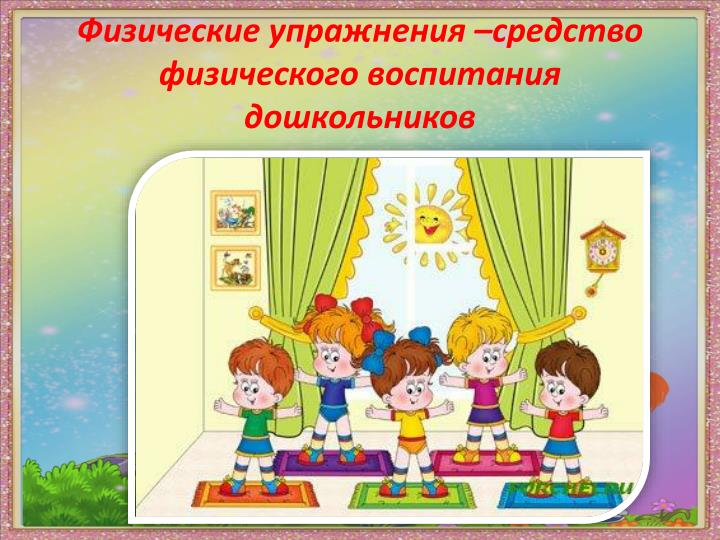 Физические упражнения –средство
физического воспитания
дошкольников